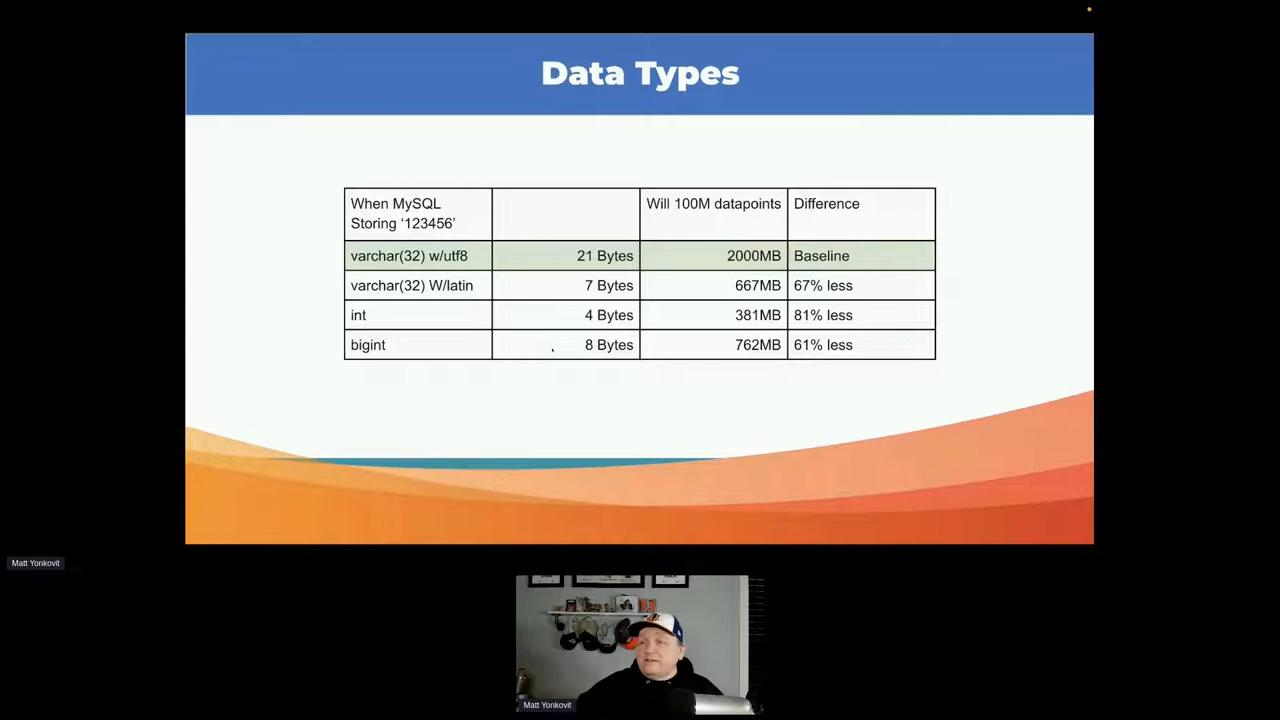 Data Types
When MySQL
Storing ‘123456’
Will 100M datapoints
Difference
varchar(32) w/utf8
21 Bytes
2000MB
Baseline
varchar(32) W/latin
7 Bytes
667MB
67% less
int
4 Bytes
381MB
81% less
bigint
8 Bytes
762MB
61% less
Matt Yonkovit
Matt Yonkovit